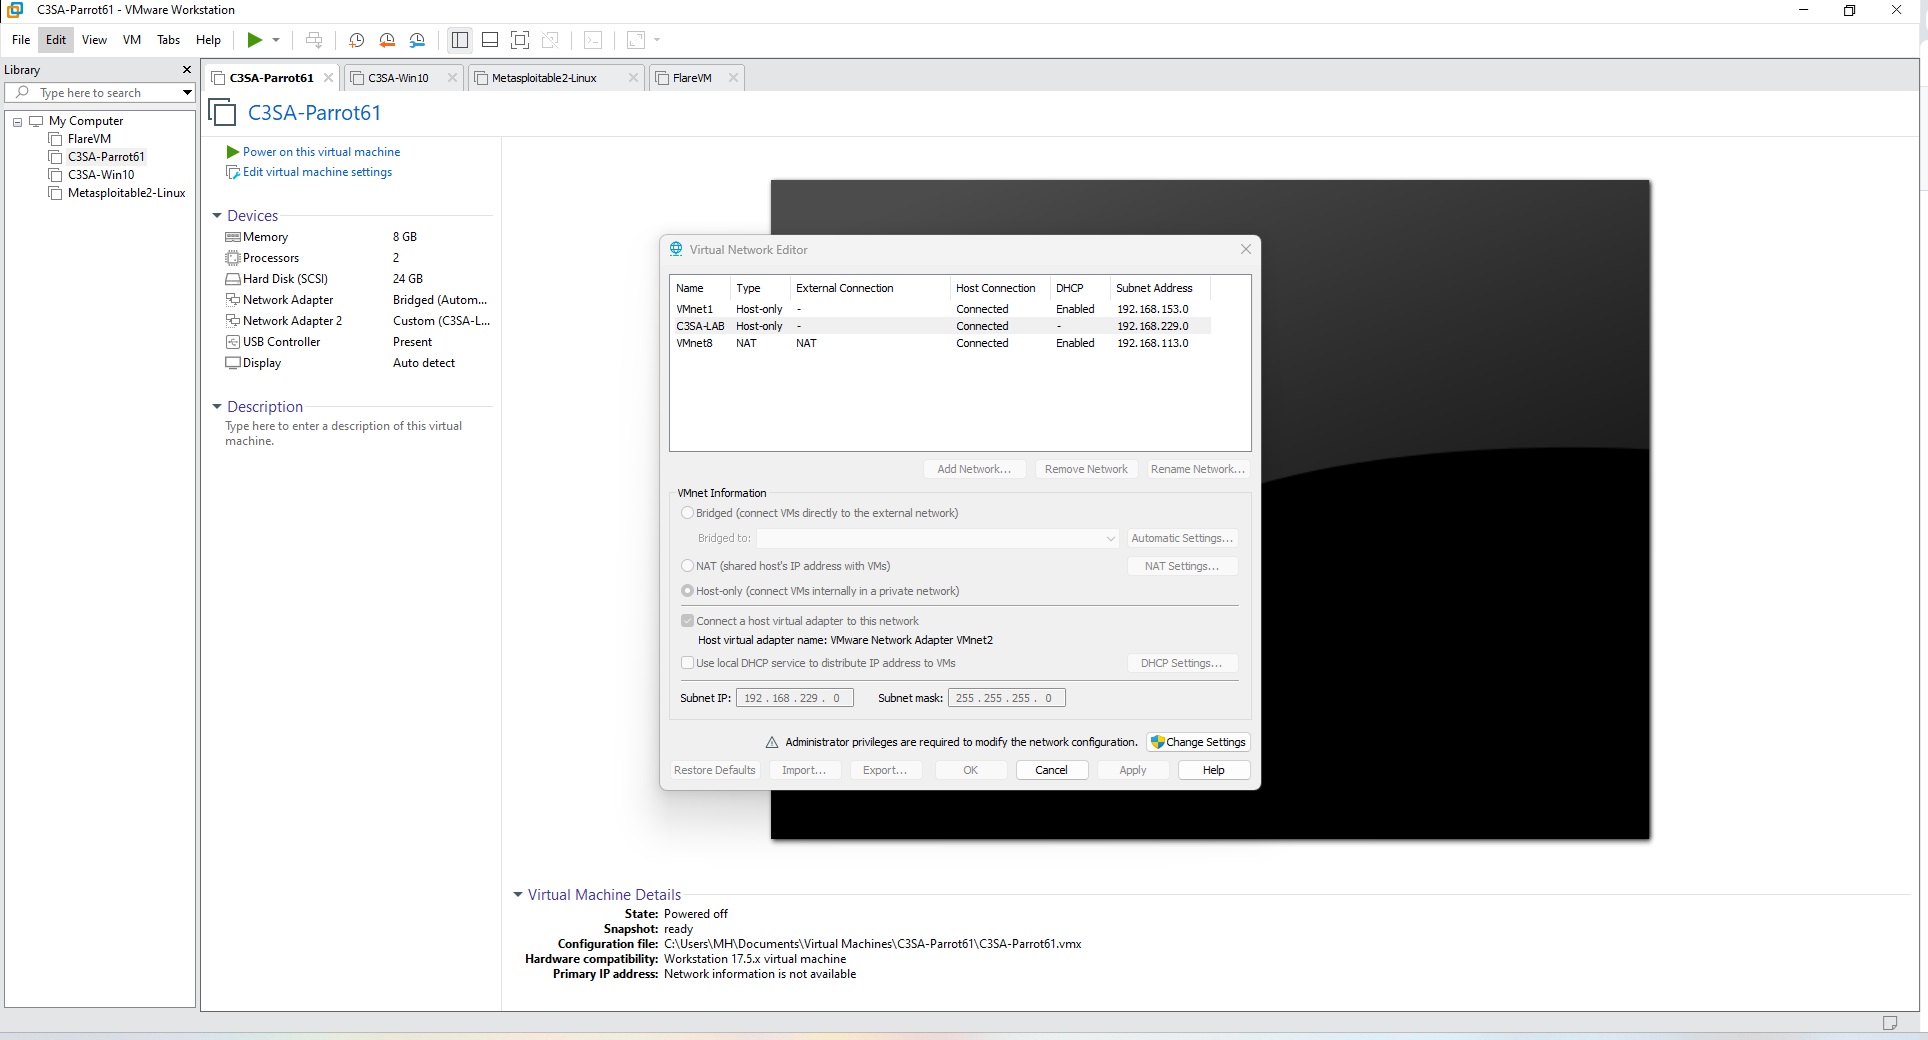 C3SA-Parrot61 - VMware Workstation
File Edit View VM Tabs Help
Library
Type here to search
My Computer
FlareVM
C3SA-Parrot61
C3SA-Win10
Metasploitable2-Linux
C3SA-Parrot61 C3SA-Win10 Metasploitable2-Linux FlareVM
C3SA-Parrot61
Power on this virtual machine
Edit virtual machine settings
Devices
Memory 8 GB
Processors 2
Hard Disk (SCSI) 24 GB
Network Adapter Bridged (Autom...
Network Adapter 2 Custom (C3SA-L...
USB Controller Present
Display Auto detect
Description
Type here to enter a description of this virtual
machine.
Virtual Network Editor
Name Type External Connection Host Connection DHCP Subnet Address
VMnet1 Host-only - Connected Enabled 192.168.153.0
C3SA-LAB Host-only - Connected - 192.168.229.0
VMnet8 NAT NAT Connected Enabled 192.168.113.0
Add Network... Remove Network Rename Network...
VMnet Information
Bridged (connect VMs directly to the external network)
Bridged to: Automatic Settings...
NAT (shared host's IP address with VMs) NAT Settings...
Host-only (connect VMs internally in a private network)
Connect a host virtual adapter to this network
Host virtual adapter name: VMware Network Adapter VMnet2
Use local DHCP service to distribute IP address to VMs DHCP Settings...
Subnet IP: 192 . 168 . 229 . 0 Subnet mask: 255 . 255 . 255 . 0
Administrator privileges are required to modify the network configuration. Change Settings
Restore Defaults Import... Export... OK Cancel Apply Help
Virtual Machine Details
State: Powered off
Snapshot: ready
Configuration file: C:\Users\MH\Documents\Virtual Machines\C3SA-Parrot61\C3SA-Parrot61.vmx
Hardware compatibility: Workstation 17.5.x virtual machine
Primary IP address: Network information is not available